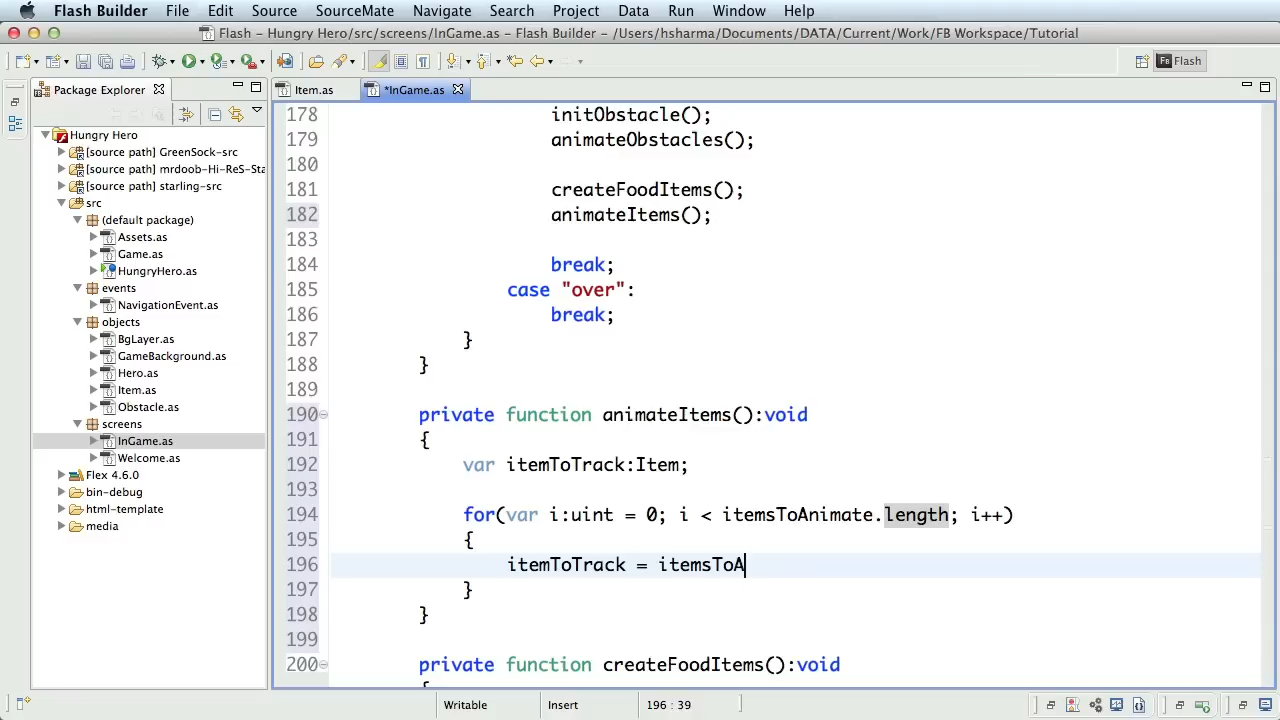 Flash Builder File Edit Source SourceMate Navigate Search Project Data Run Window Help
Flash – Hungry Hero/src/screens/InGame.as – Flash Builder – /Users/hsharma/Documents/DATA/Current/Work/FB Workspace/Tutorial
Fb Flash
Package Explorer
Item.as
*InGame.as
Hungry Hero
[source path] GreenSock-src
[source path] mrdoob-Hi-ReS-Sta
[source path] starling-src
src
(default package)
Assets.as
Game.as
HungryHero.as
events
NavigationEvent.as
objects
BgLayer.as
GameBackground.as
Hero.as
Item.as
Obstacle.as
screens
InGame.as
Welcome.as
Flex 4.6.0
bin-debug
html-template
media
178 initObstacle();
179 animateObstacles();
180
181 createFoodItems();
182 animateItems();
183
184 break;
185 case "over":
186 break;
187 }
188 }
189
190 private function animateItems():void
191 {
192 var itemToTrack:Item;
193
194 for(var i:uint = 0; i < itemsToAnimate.length; i++)
195 {
196 itemToTrack = itemsToA
197 }
198 }
199
200 private function createFoodItems():void
Writable Insert 196 : 39